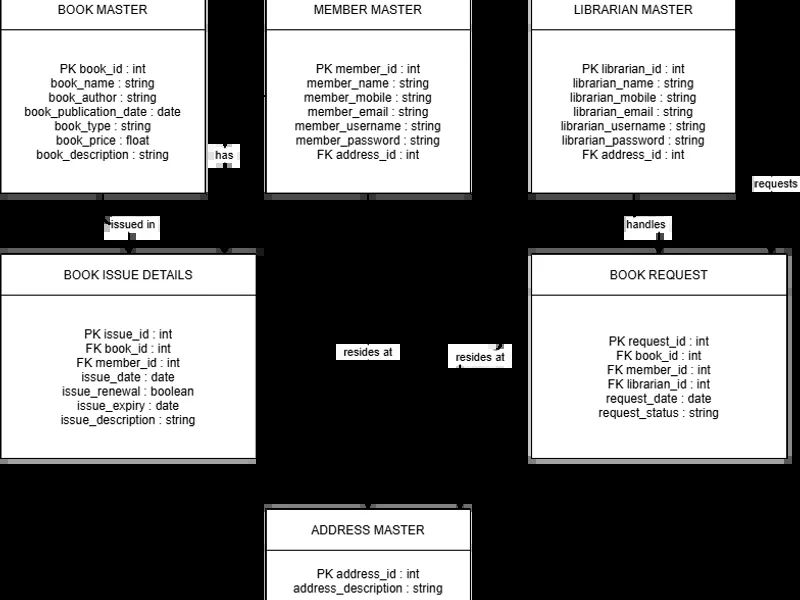 BOOK MASTER
PK book_id : int
book_name : string
book_author : string
book_publication_date : date
book_type : string
book_price : float
book_description : string
MEMBER MASTER
PK member_id : int
member_name : string
member_mobile : string
member_email : string
member_username : string
member_password : string
FK address_id : int
LIBRARIAN MASTER
PK librarian_id : int
librarian_name : string
librarian_mobile : string
librarian_email : string
librarian_username : string
librarian_password : string
FK address_id : int
has
requests
issued in
handles
BOOK ISSUE DETAILS
PK issue_id : int
FK book_id : int
FK member_id : int
issue_date : date
issue_renewal : boolean
issue_expiry : date
issue_description : string
resides at
resides at
BOOK REQUEST
PK request_id : int
FK book_id : int
FK member_id : int
FK librarian_id : int
request_date : date
request_status : string
ADDRESS MASTER
PK address_id : int
address_description : string